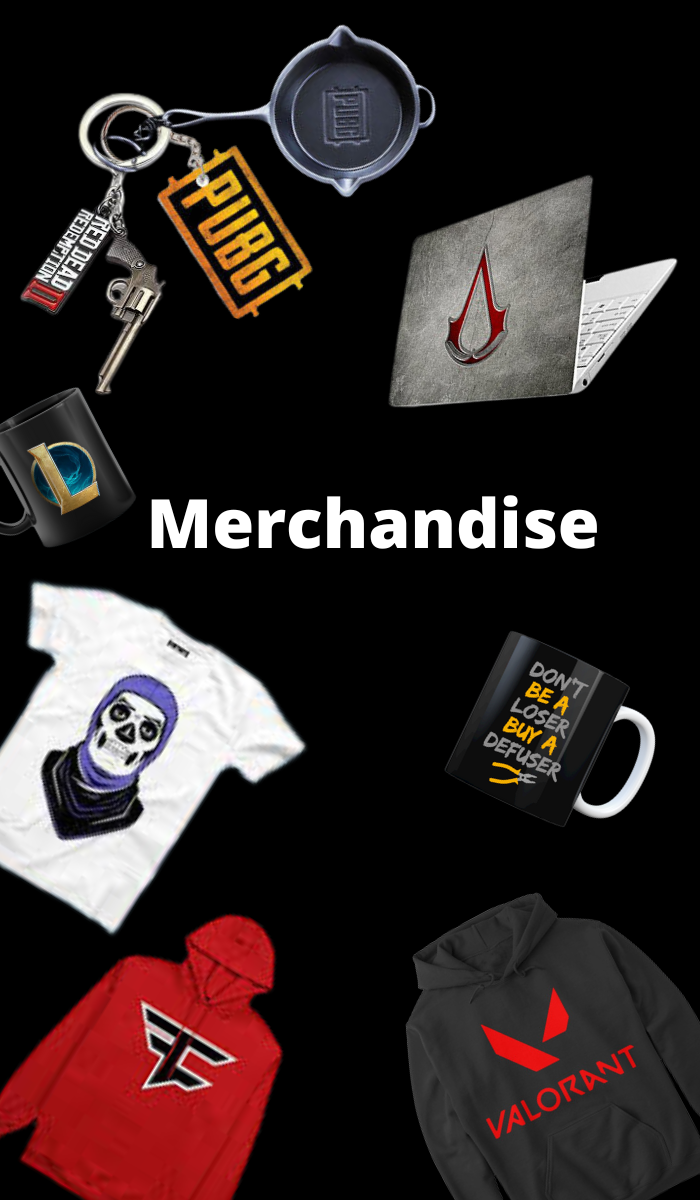 PUBG
PUBG
RED DEAD
REDEMPTION
II
L
Merchandise
DON'T
BE A
LOSER
BUY A
DEFUSER
VALORANT